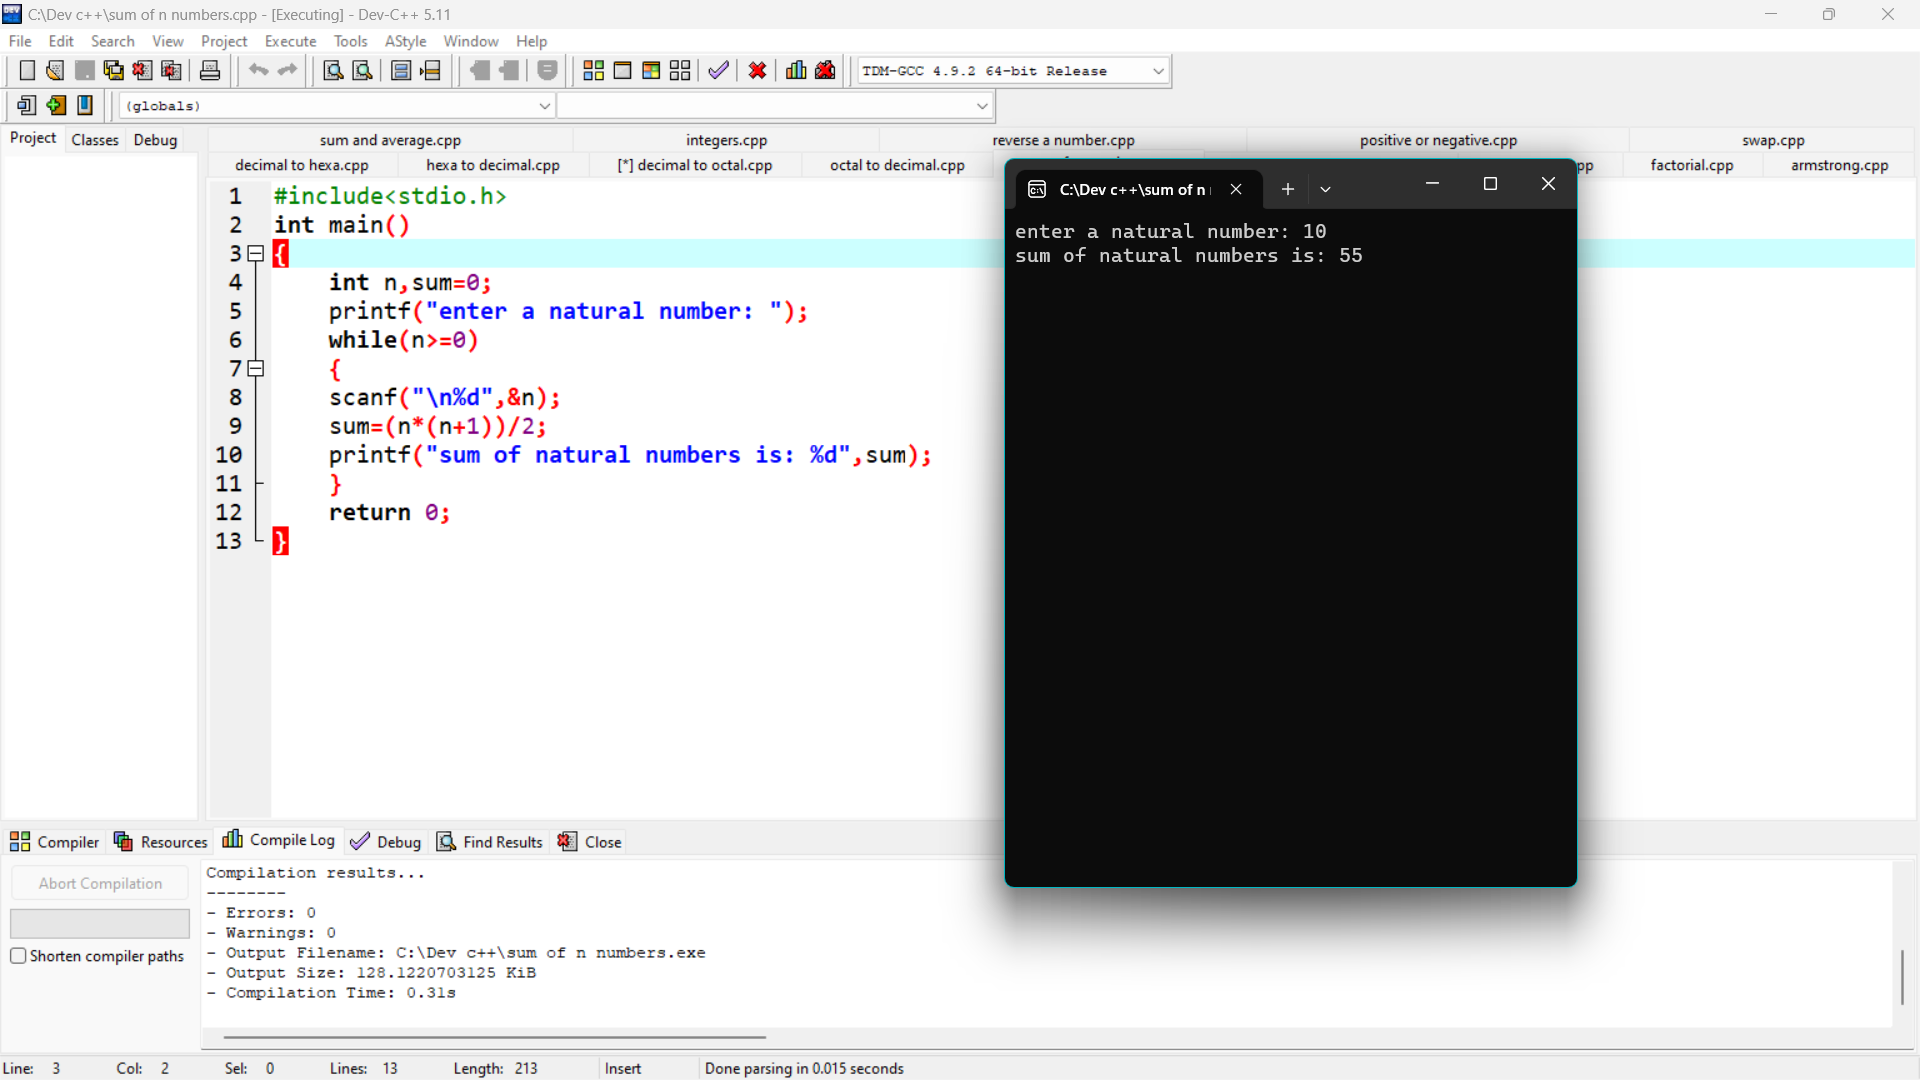 C:\Dev c++\sum of n numbers.cpp - [Executing] - Dev-C++ 5.11
File Edit Search View Project Execute Tools AStyle Window Help
TDM-GCC 4.9.2 64-bit Release
(globals)
Project Classes Debug
sum and average.cpp integers.cpp reverse a number.cpp positive or negative.cpp swap.cpp
decimal to hexa.cpp hexa to decimal.cpp [*] decimal to octal.cpp octal to decimal.cpp pp factorial.cpp armstrong.cpp
1 #include<stdio.h>
2 int main()
3 {
4 int n,sum=0;
5 printf("enter a natural number: ");
6 while(n>=0)
7 {
8 scanf("\n%d",&n);
9 sum=(n*(n+1))/2;
10 printf("sum of natural numbers is: %d",sum);
11 }
12 return 0;
13 }
C:\Dev c++\sum of n
enter a natural number: 10
sum of natural numbers is: 55
Compiler Resources Compile Log Debug Find Results Close
Abort Compilation
Shorten compiler paths
Compilation results...
--------
- Errors: 0
- Warnings: 0
- Output Filename: C:\Dev c++\sum of n numbers.exe
- Output Size: 128.1220703125 KiB
- Compilation Time: 0.31s
Line: 3 Col: 2 Sel: 0 Lines: 13 Length: 213 Insert Done parsing in 0.015 seconds